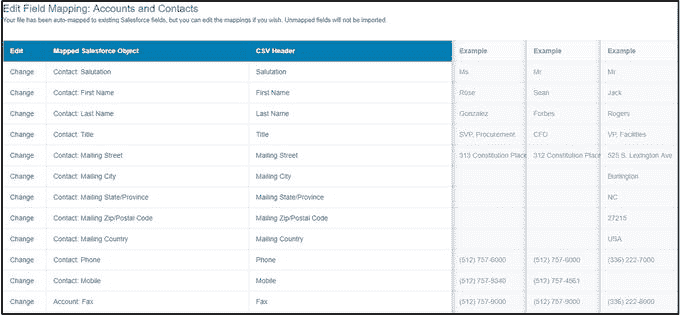 Edit Field Mapping: Accounts and Contacts
Your file has been auto-mapped to existing Salesforce fields, but you can edit the mappings if you wish. Unmapped fields will not be imported.
Edit Mapped Salesforce Object CSV Header Example Example Example
Change Contact: Salutation Salutation Ms Mr Mr
Change Contact: First Name First Name Rose Sean Jack
Change Contact: Last Name Last Name Gonzalez Forbes Rogers
Change Contact: Title Title SVP, Procurement CFO VP, Facilities
Change Contact: Mailing Street Mailing Street 313 Constitution Place 312 Constitution Place 525 S. Lexington Ave
Change Contact: Mailing City Mailing City Burlington
Change Contact: Mailing State/Province Mailing State/Province NC
Change Contact: Mailing Zip/Postal Code Mailing Zip/Postal Code 27215
Change Contact: Mailing Country Mailing Country USA
Change Contact: Phone Phone (512) 757-6000 (512) 757-6000 (336) 222-7000
Change Contact: Mobile Mobile (512) 757-9340 (512) 757-4561
Change Account: Fax Fax (512) 757-9000 (512) 757-9000 (336) 222-8000